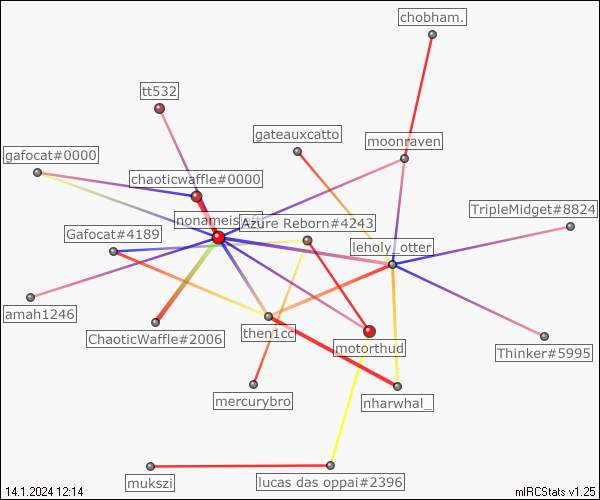 chobham.
tt532
gateauxcatto
moonraven
gafocat#0000
chaoticwaffle#0000
TripleMidget#8824
Azure Reborn#4243
Gafocat#4189
leholy_otter
amah1246
ChaoticWaffle#2006
then1cc
motorthud
Thinker#5995
mercurybro
nharwhal_
mukszi
lucas das oppai#2396
14.1.2024 12:14
mIRCStats v1.25